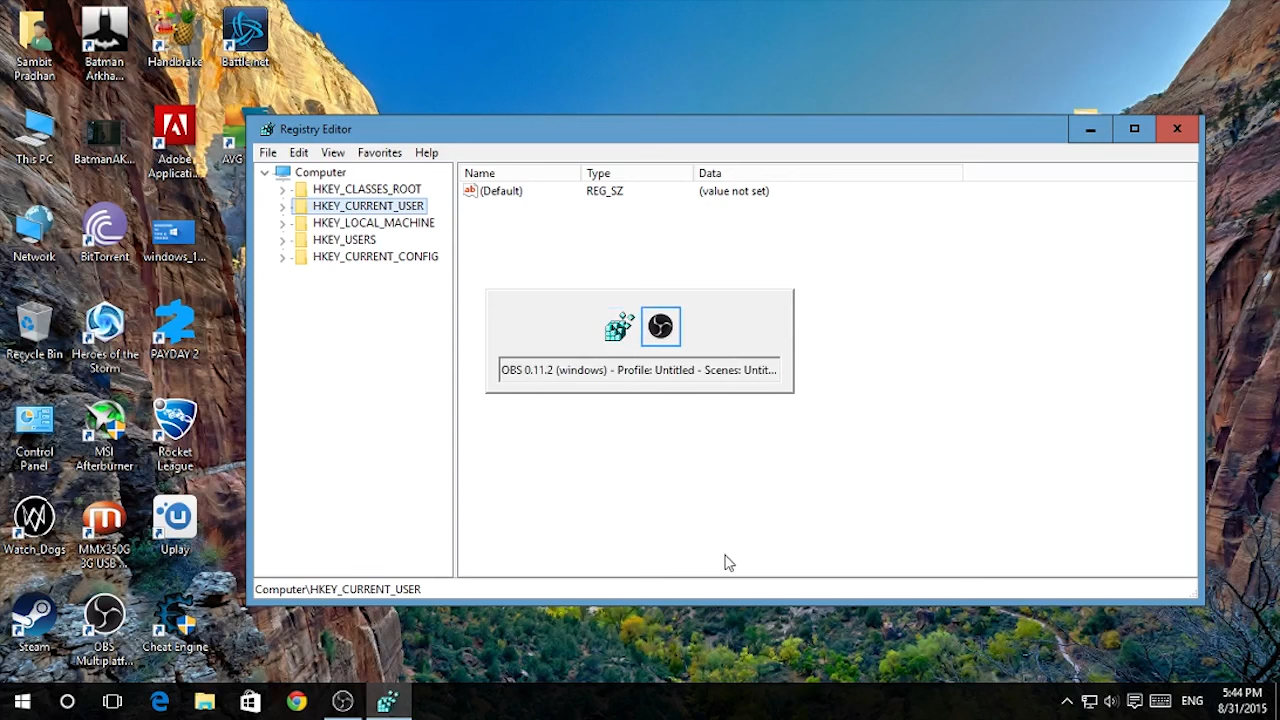 Sambit
Pradhan
Batman
Arkha...
Handbrake
Battle.net
This PC
BatmanAK...
Adobe
Applicati...
AVG
Network
BitTorrent
windows_1...
Recycle Bin
Heroes of the
Storm
PAYDAY 2
Control
Panel
MSI
Afterburner
Rocket
League
Watch_Dogs
MMX350G
3G USB ...
Uplay
Steam
OBS
Multiplatf...
Cheat Engine
Registry Editor
File Edit View Favorites Help
Computer
HKEY_CLASSES_ROOT
HKEY_CURRENT_USER
HKEY_LOCAL_MACHINE
HKEY_USERS
HKEY_CURRENT_CONFIG
Name Type Data
ab (Default) REG_SZ (value not set)
OBS 0.11.2 (windows) - Profile: Untitled - Scenes: Untit...
Computer\HKEY_CURRENT_USER
ENG
5:44 PM
8/31/2015